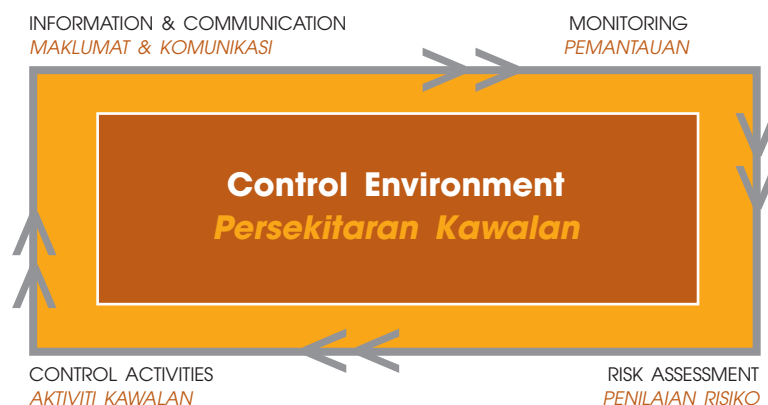 INFORMATION & COMMUNICATION
MAKLUMAT & KOMUNIKASI
MONITORING
PEMANTAUAN
Control Environment
Persekitaran Kawalan
CONTROL ACTIVITIES
AKTIVITI KAWALAN
RISK ASSESSMENT
PENILAIAN RISIKO